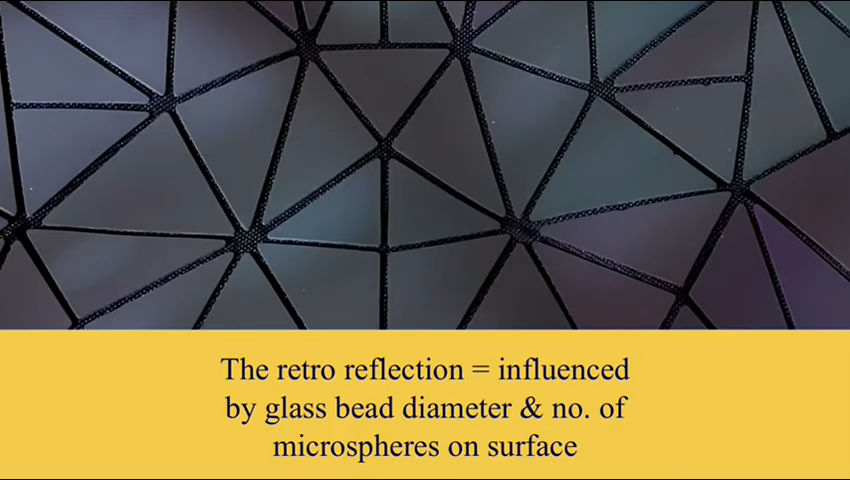 The retro reflection = influenced
by glass bead diameter & no. of
microspheres on surface